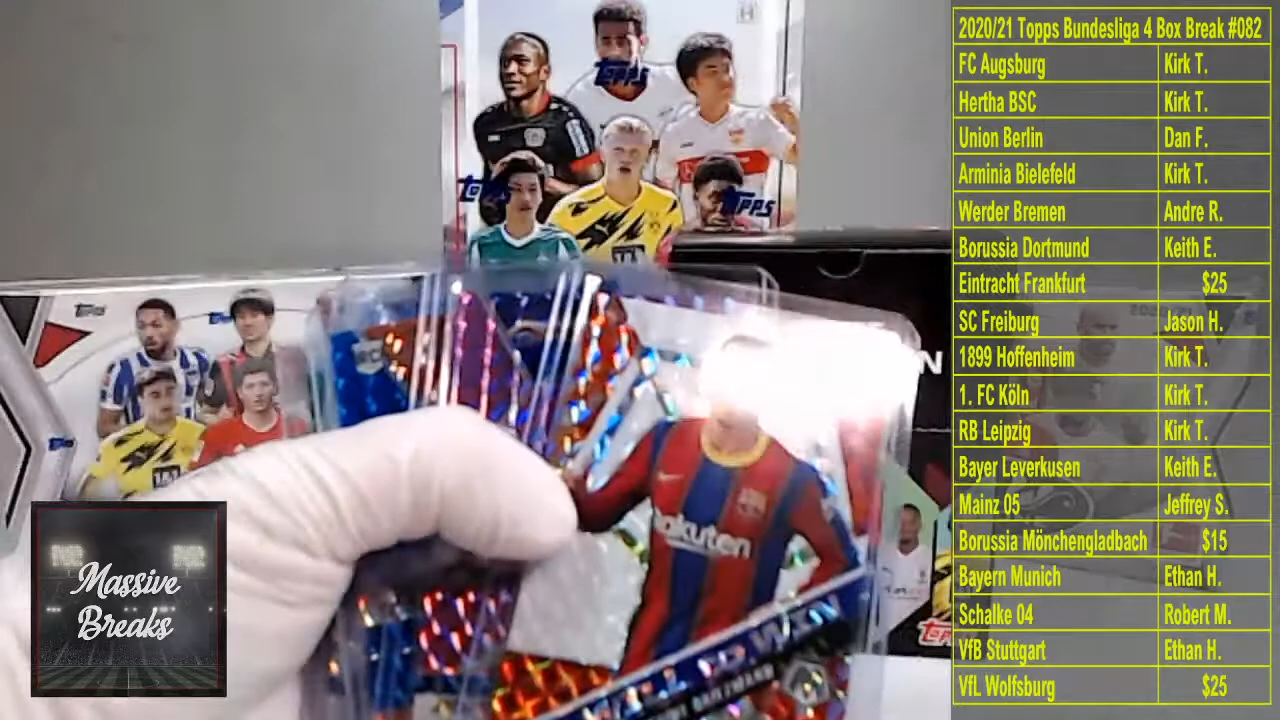 2020/21 Topps Bundesliga 4 Box Break #082
FC Augsburg Kirk T.
Hertha BSC Kirk T.
Union Berlin Dan F.
Arminia Bielefeld Kirk T.
Werder Bremen Andre R.
Borussia Dortmund Keith E.
Eintracht Frankfurt $25
SC Freiburg Jason H.
1899 Hoffenheim Kirk T.
1. FC Köln Kirk T.
RB Leipzig Kirk T.
Bayer Leverkusen Keith E.
Mainz 05 Jeffrey S.
Borussia Mönchengladbach $15
Bayern Munich Ethan H.
Schalke 04 Robert M.
VfB Stuttgart Ethan H.
VfL Wolfsburg $25
Topps
Topps
Topps
Rakuten
Massive
Breaks